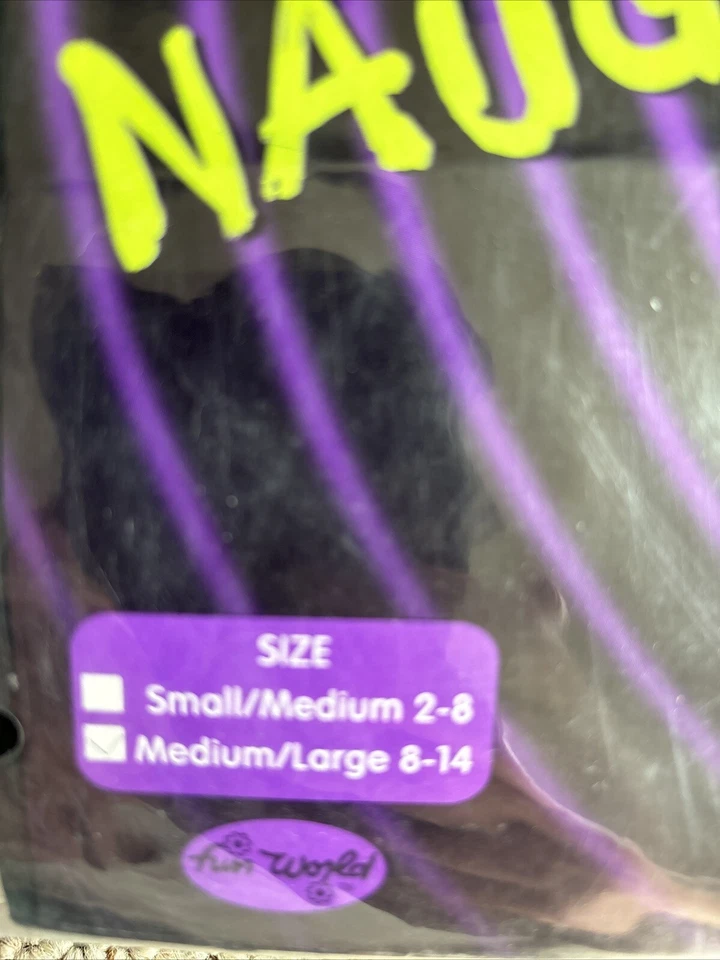 NAUG
SIZE
Small/Medium 2-8
Medium/Large 8-14
fun World